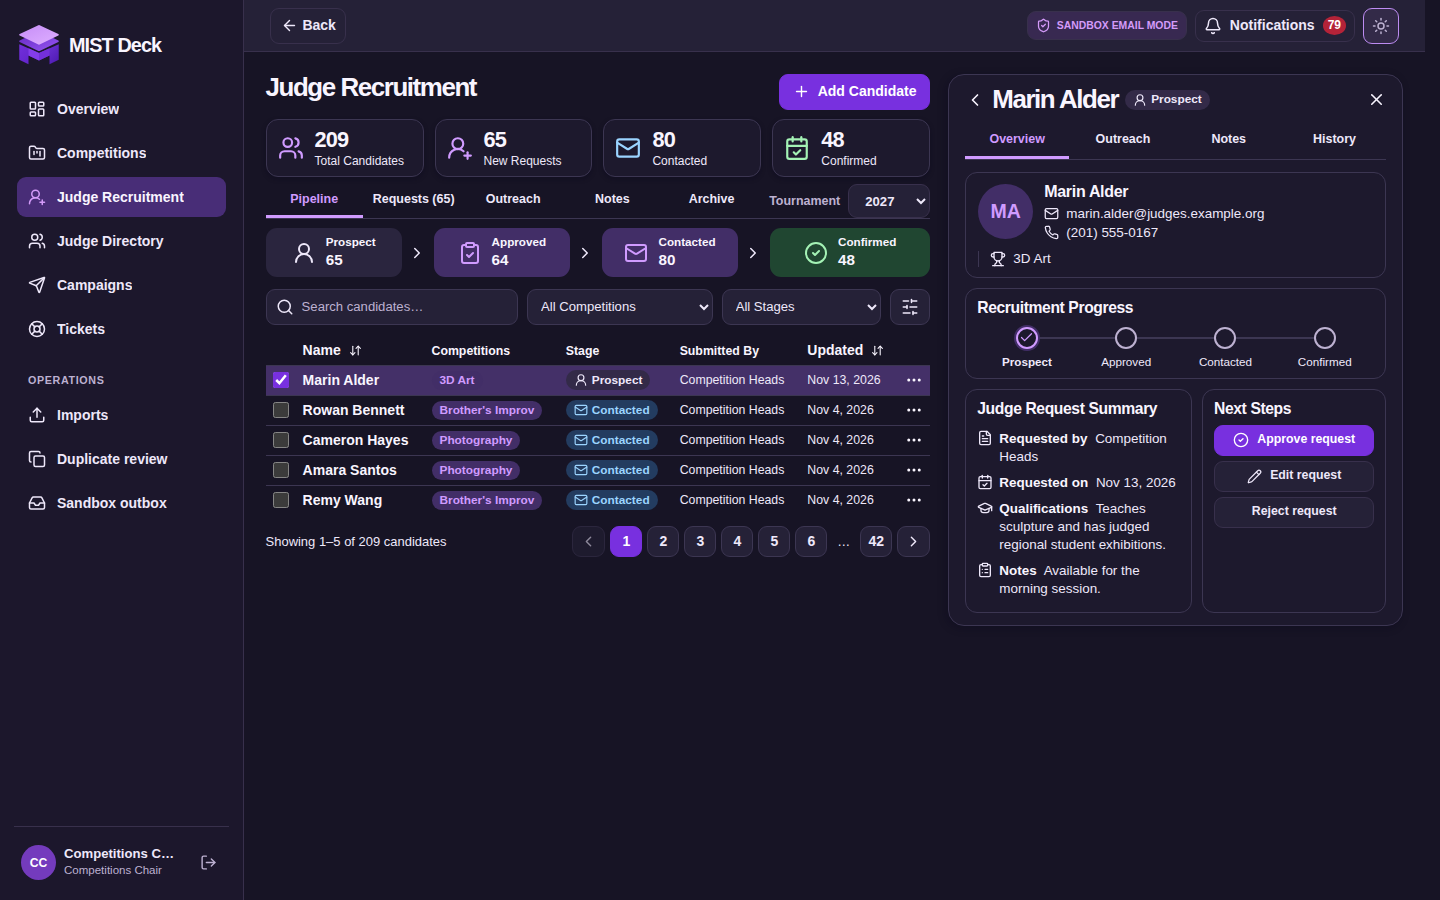 MIST Deck
Overview
Competitions
Judge Recruitment
Judge Directory
Campaigns
Tickets
OPERATIONS
Imports
Duplicate review
Sandbox outbox
CC
Competitions C…
Competitions Chair
Back
SANDBOX EMAIL MODE
Notifications 79
Judge Recruitment
Add Candidate
209
Total Candidates
65
New Requests
80
Contacted
48
Confirmed
Pipeline Requests (65) Outreach Notes Archive Tournament 2027
Prospect
65
Approved
64
Contacted
80
Confirmed
48
Search candidates… All Competitions All Stages
Name Competitions Stage Submitted By Updated
Marin Alder 3D Art Prospect Competition Heads Nov 13, 2026
Rowan Bennett Brother's Improv Contacted Competition Heads Nov 4, 2026
Cameron Hayes Photography Contacted Competition Heads Nov 4, 2026
Amara Santos Photography Contacted Competition Heads Nov 4, 2026
Remy Wang Brother's Improv Contacted Competition Heads Nov 4, 2026
Showing 1–5 of 209 candidates 1 2 3 4 5 6 … 42
Marin Alder Prospect
Overview Outreach Notes History
MA
Marin Alder
marin.alder@judges.example.org
(201) 555-0167
3D Art
Recruitment Progress
Prospect Approved Contacted Confirmed
Judge Request Summary
Requested by Competition
Heads
Requested on Nov 13, 2026
Qualifications Teaches
sculpture and has judged
regional student exhibitions.
Notes Available for the
morning session.
Next Steps
Approve request
Edit request
Reject request